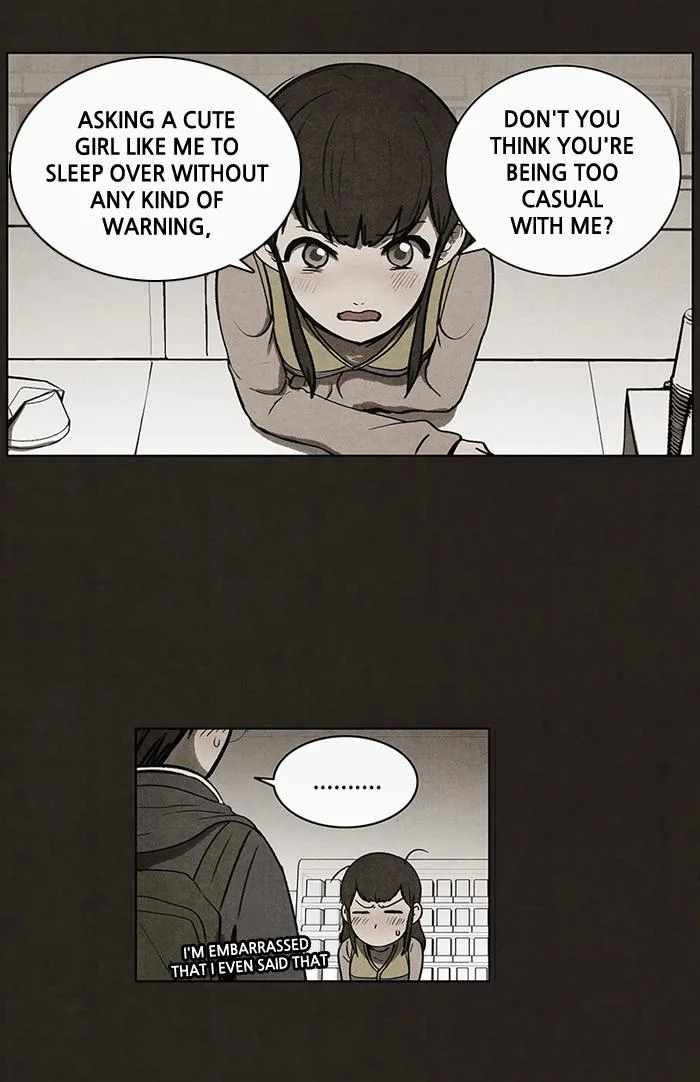 ASKING A CUTE
GIRL LIKE ME TO
SLEEP OVER WITHOUT
ANY KIND OF
WARNING,
DON'T YOU
THINK YOU'RE
BEING TOO
CASUAL
WITH ME?
..........
I'M EMBARRASSED
THAT I EVEN SAID THAT